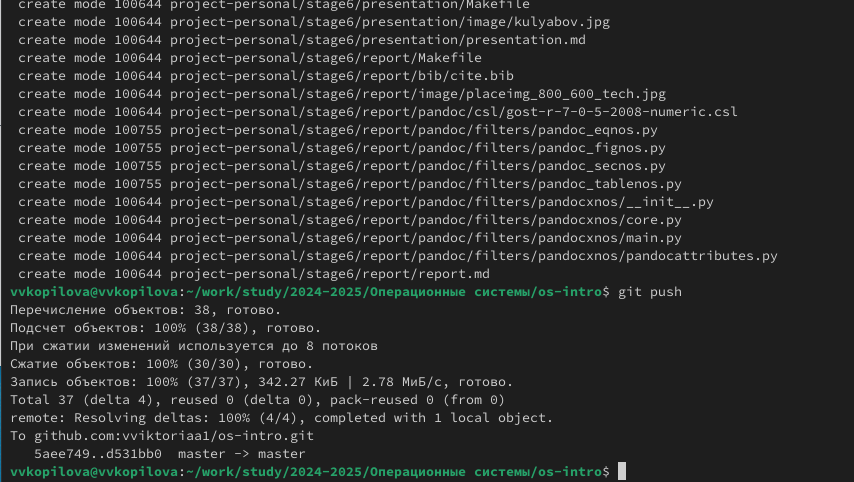 create mode 100644 project-personal/stage6/presentation/Makefile
create mode 100644 project-personal/stage6/presentation/image/kulyabov.jpg
create mode 100644 project-personal/stage6/presentation/presentation.md
create mode 100644 project-personal/stage6/report/Makefile
create mode 100644 project-personal/stage6/report/bib/cite.bib
create mode 100644 project-personal/stage6/report/image/placeimg_800_600_tech.jpg
create mode 100644 project-personal/stage6/report/pandoc/csl/gost-r-7-0-5-2008-numeric.csl
create mode 100755 project-personal/stage6/report/pandoc/filters/pandoc_eqnos.py
create mode 100755 project-personal/stage6/report/pandoc/filters/pandoc_fignos.py
create mode 100755 project-personal/stage6/report/pandoc/filters/pandoc_secnos.py
create mode 100755 project-personal/stage6/report/pandoc/filters/pandoc_tablenos.py
create mode 100644 project-personal/stage6/report/pandoc/filters/pandocxnos/__init__.py
create mode 100644 project-personal/stage6/report/pandoc/filters/pandocxnos/core.py
create mode 100644 project-personal/stage6/report/pandoc/filters/pandocxnos/main.py
create mode 100644 project-personal/stage6/report/pandoc/filters/pandocxnos/pandocattributes.py
create mode 100644 project-personal/stage6/report/report.md
vvkopilova@vvkopilova:~/work/study/2024-2025/Операционные системы/os-intro$ git push
Перечисление объектов: 38, готово.
Подсчет объектов: 100% (38/38), готово.
При сжатии изменений используется до 8 потоков
Сжатие объектов: 100% (30/30), готово.
Запись объектов: 100% (37/37), 342.27 КиБ | 2.78 МиБ/с, готово.
Total 37 (delta 4), reused 0 (delta 0), pack-reused 0 (from 0)
remote: Resolving deltas: 100% (4/4), completed with 1 local object.
To github.com:vviktoriaa1/os-intro.git
5aee749..d531bb0  master -> master
vvkopilova@vvkopilova:~/work/study/2024-2025/Операционные системы/os-intro$